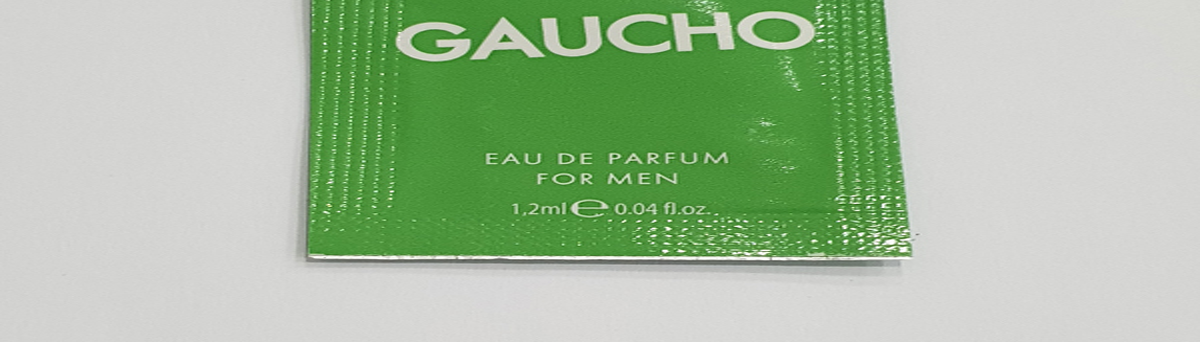 GAUCHO
EAU DE PARFUM
FOR MEN
1,2ml ℮ 0.04 fl.oz.